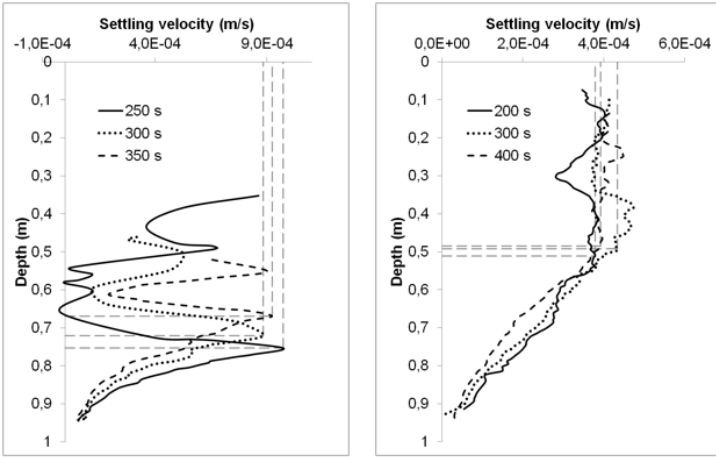 Settling velocity (m/s)
-1,0E-04 4,0E-04 9,0E-04
0
0,1
0,2
0,3
0,4
0,5
0,6
0,7
0,8
0,9
1
Depth (m)
250 s
300 s
350 s
Settling velocity (m/s)
0,0E+00 2,0E-04 4,0E-04 6,0E-04
0
0,1
0,2
0,3
0,4
0,5
0,6
0,7
0,8
0,9
1
Depth (m)
200 s
300 s
400 s